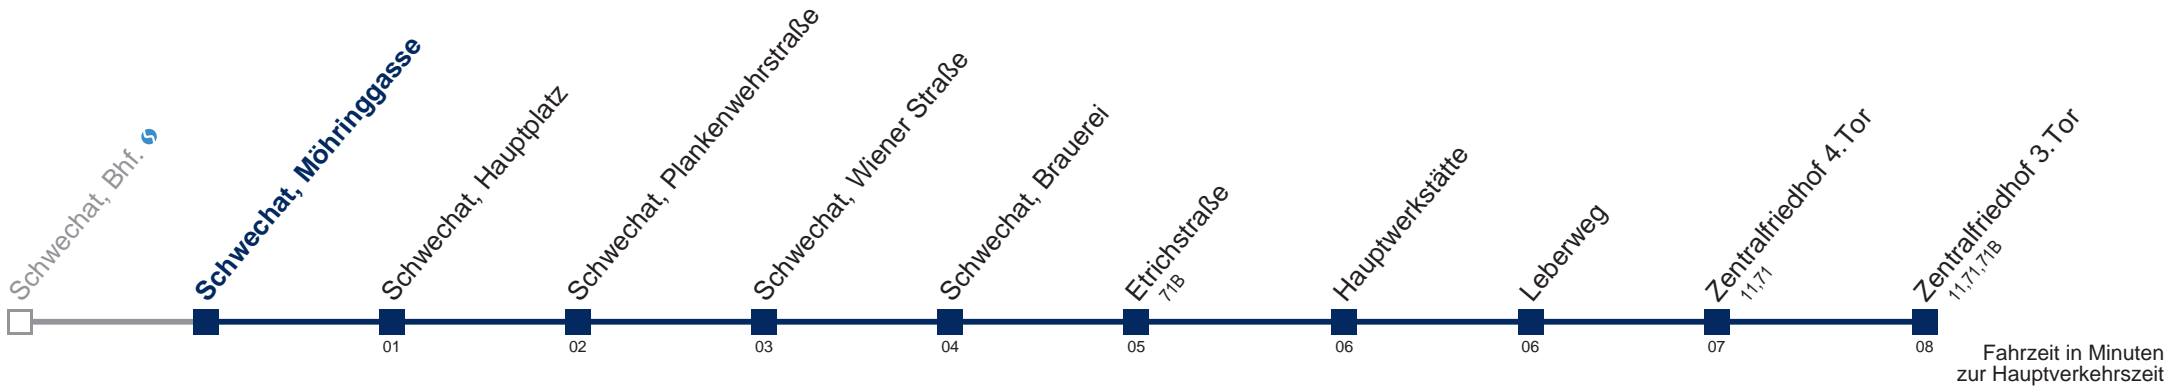 Schwechat, Bhf.
Schwechat, Möhringgasse
Schwechat, Hauptplatz
Schwechat, Plankenwehrstraße
Schwechat, Wiener Straße
Schwechat, Brauerei
Etrichstraße
71B
Hauptwerkstätte
Leberweg
Zentralfriedhof 4.Tor
11,71
Zentralfriedhof 3.Tor
11,71,71B
01 02 03 04 05 06 06 07 08
Fahrzeit in Minuten
zur Hauptverkehrszeit